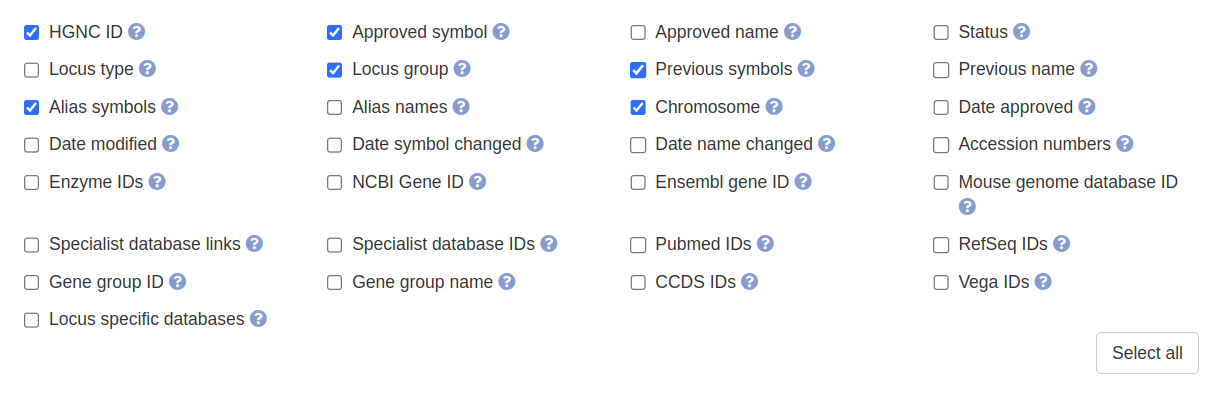 HGNC ID ? Approved symbol ? Approved name ? Status ?
Locus type ? Locus group ? Previous symbols ? Previous name ?
Alias symbols ? Alias names ? Chromosome ? Date approved ?
Date modified ? Date symbol changed ? Date name changed ? Accession numbers ?
Enzyme IDs ? NCBI Gene ID ? Ensembl gene ID ? Mouse genome database ID
?
Specialist database links ? Specialist database IDs ? Pubmed IDs ? RefSeq IDs ?
Gene group ID ? Gene group name ? CCDS IDs ? Vega IDs ?
Locus specific databases ?
Select all